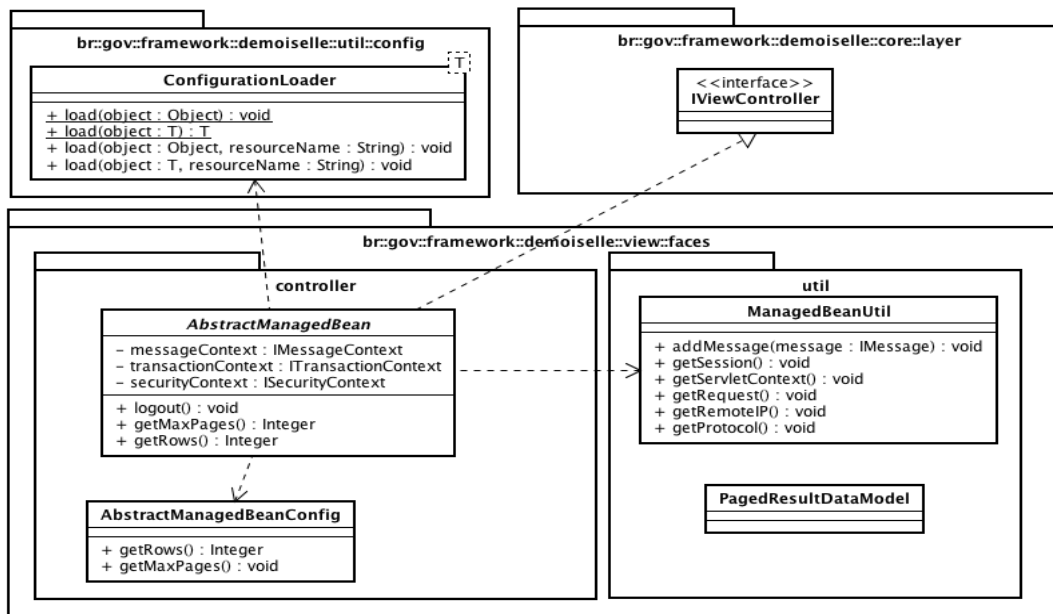 br::gov::framework::demoiselle::util::config
T
ConfigurationLoader
+ load(object : Object) : void
+ load(object : T) : T
+ load(object : Object, resourceName : String) : void
+ load(object : T, resourceName : String) : void
br::gov::framework::demoiselle::core::layer
<<interface>>
IViewController
br::gov::framework::demoiselle::view::faces
controller
AbstractManagedBean
- messageContext : IMessageContext
- transactionContext : ITransactionContext
- securityContext : ISecurityContext
+ logout() : void
+ getMaxPages() : Integer
+ getRows() : Integer
AbstractManagedBeanConfig
+ getRows() : Integer
+ getMaxPages() : void
util
ManagedBeanUtil
+ addMessage(message : IMessage) : void
+ getSession() : void
+ getServletContext() : void
+ getRequest() : void
+ getRemoteIP() : void
+ getProtocol() : void
PagedResultDataModel